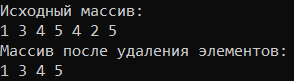 Исходный массив:
1 3 4 5 4 2 5
Массив после удаления элементов:
1 3 4 5